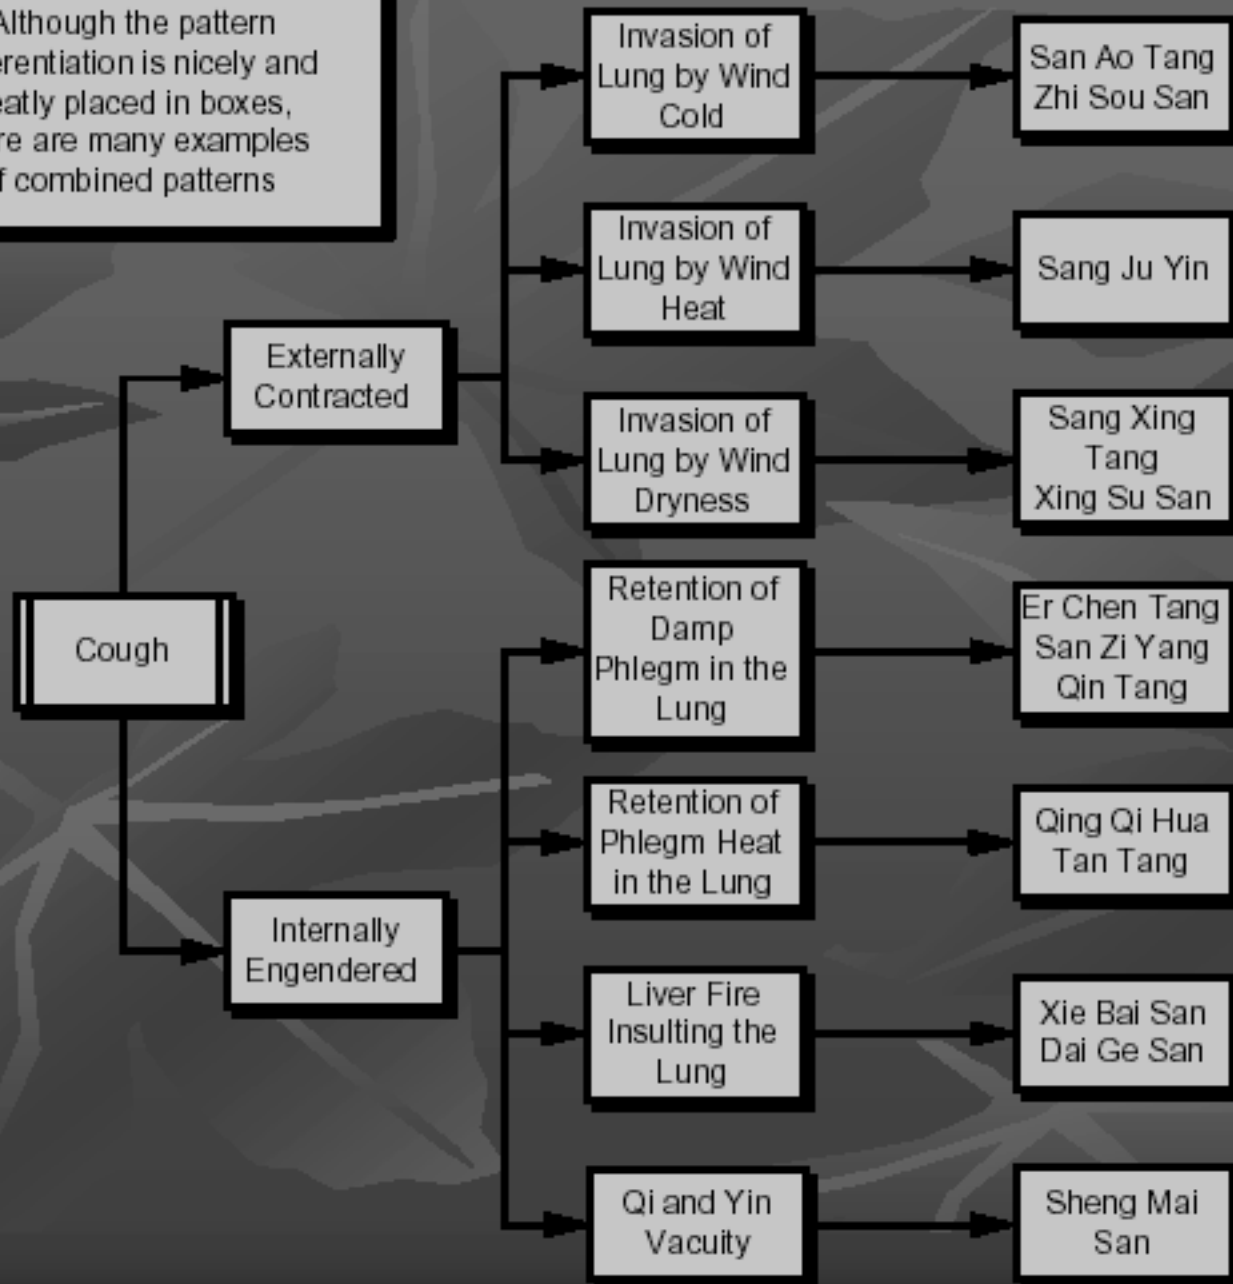 Although the pattern
erentiation is nicely and
eatly placed in boxes,
re are many examples
f combined patterns
Invasion of
Lung by Wind
Cold
San Ao Tang
Zhi Sou San
Invasion of
Lung by Wind
Heat
Sang Ju Yin
Externally
Contracted
Invasion of
Lung by Wind
Dryness
Sang Xing
Tang
Xing Su San
Cough
Retention of
Damp
Phlegm in the
Lung
Er Chen Tang
San Zi Yang
Qin Tang
Retention of
Phlegm Heat
in the Lung
Qing Qi Hua
Tan Tang
Internally
Engendered
Liver Fire
Insulting the
Lung
Xie Bai San
Dai Ge San
Qi and Yin
Vacuity
Sheng Mai
San